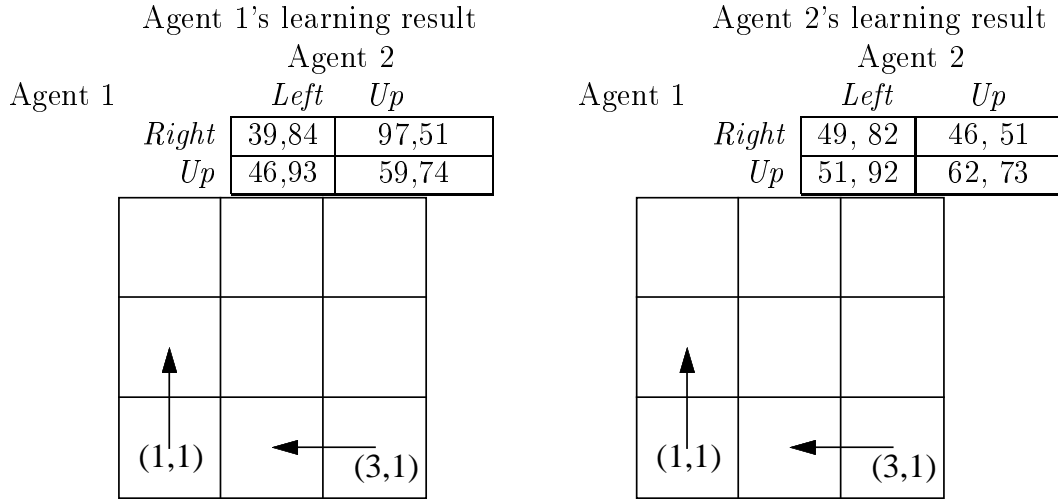 Agent 1's learning result
Agent 2
Agent 1 Left Up
Right 39,84 97,51
Up 46,93 59,74
(1,1) (3,1)
Agent 2's learning result
Agent 2
Agent 1 Left Up
Right 49, 82 46, 51
Up 51, 92 62, 73
(1,1) (3,1)